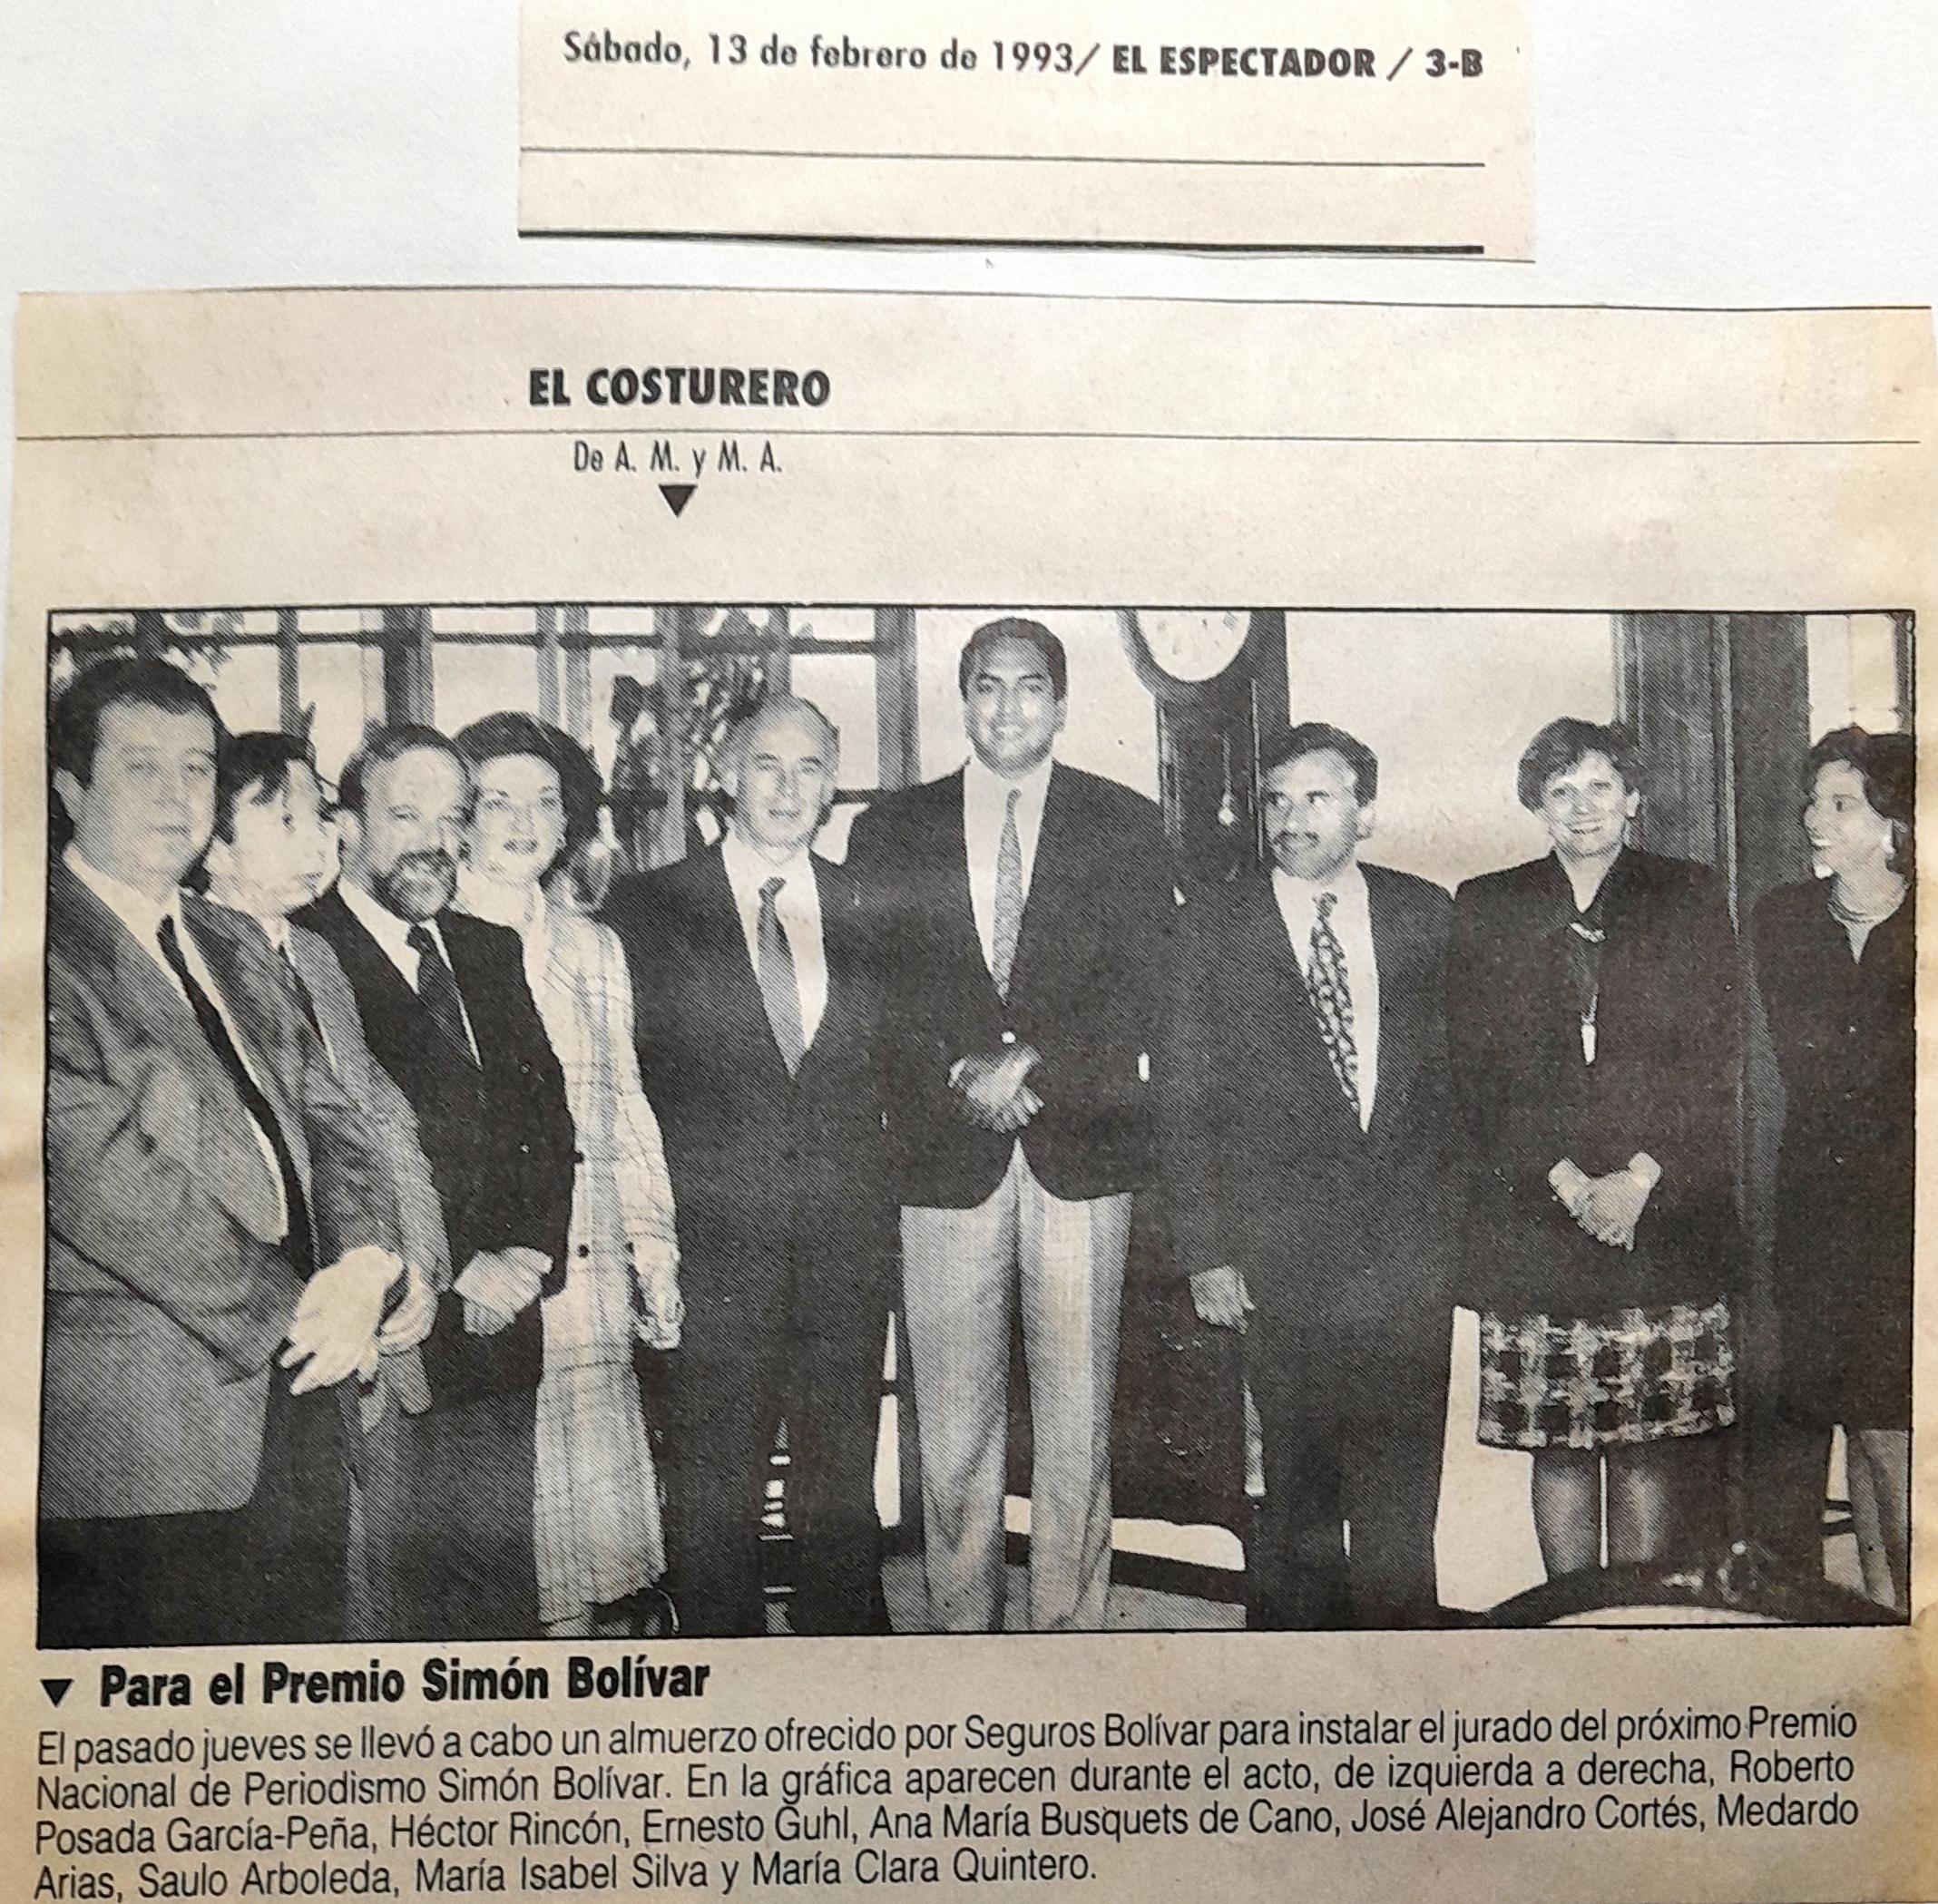 Sábado, 13 de febrero de 1993/ EL ESPECTADOR / 3-B
EL COSTURERO
De A. M. y M. A.
Para el Premio Simón Bolívar
El pasado jueves se llevó a cabo un almuerzo ofrecido por Seguros Bolívar para instalar el jurado del próximo Premio
Nacional de Periodismo Simón Bolívar. En la gráfica aparecen durante el acto, de izquierda a derecha, Roberto
Posada García-Peña, Héctor Rincón, Ernesto Guhl, Ana María Busquets de Cano, José Alejandro Cortés, Medardo
Arias, Saulo Arboleda, María Isabel Silva y María Clara Quintero.